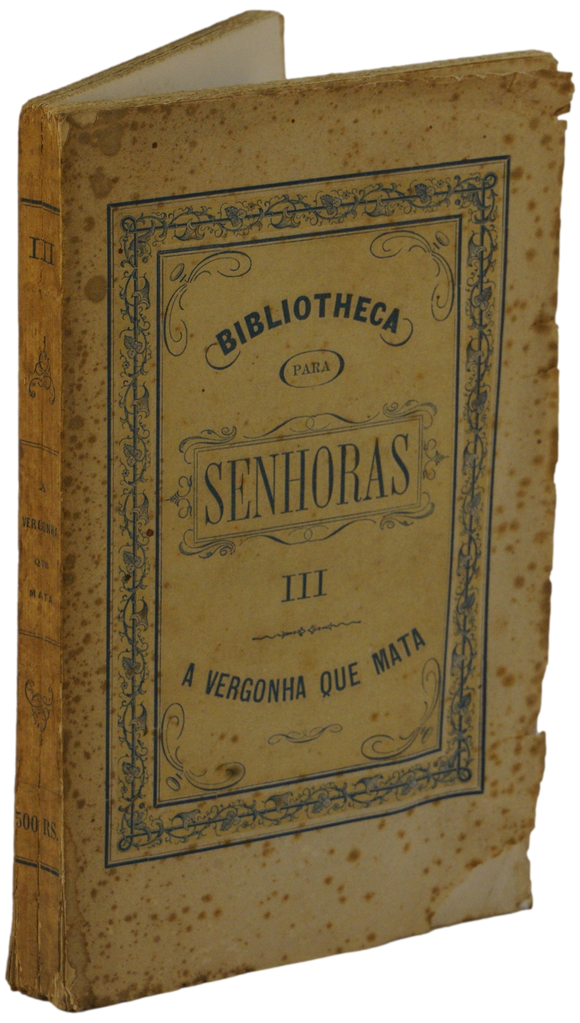 BIBLIOTHECA
PARA
SENHORAS
III
A VERGONHA QUE MATA
III
A
VERGONHA
QUE
MATA
500 RS